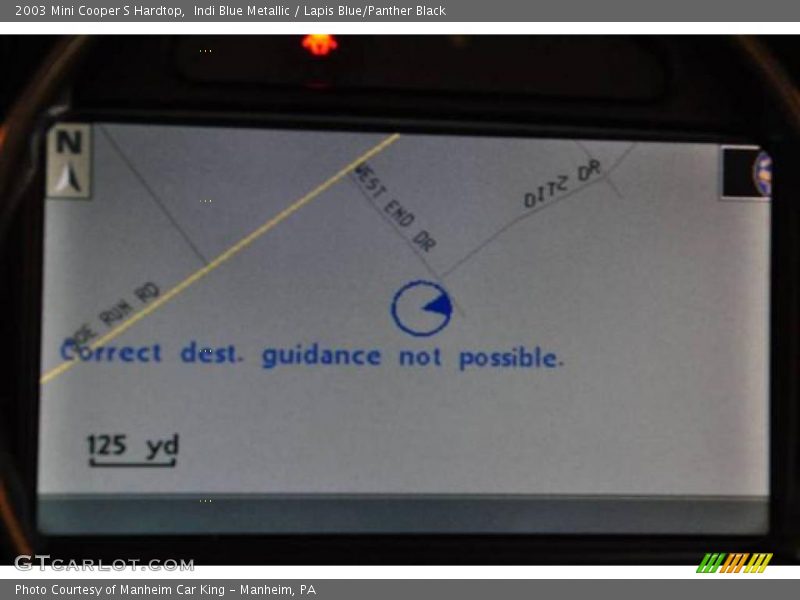 2003 Mini Cooper S Hardtop, Indi Blue Metallic / Lapis Blue/Panther Black
N
WEST END DR
DITZ DR
RUN RD
Correct dest. guidance not possible.
125 yd
GTCARLOT.COM
Photo Courtesy of Manheim Car King - Manheim, PA